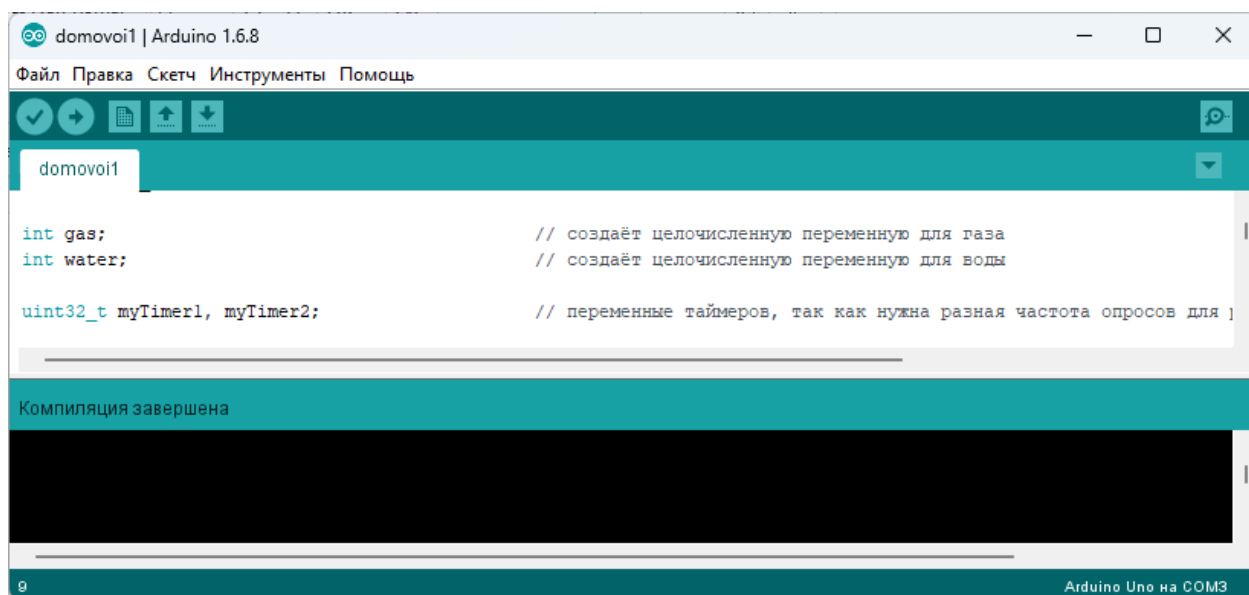 domovoi1 | Arduino 1.6.8
Файл Правка Скетч Инструменты Помощь
domovoi1
int gas; // создаёт целочисленную переменную для газа
int water; // создаёт целочисленную переменную для воды
uint32_t myTimer1, myTimer2; // переменные таймеров, так как нужна разная частота опросов для
Компиляция завершена
9 Arduino Uno на COM3